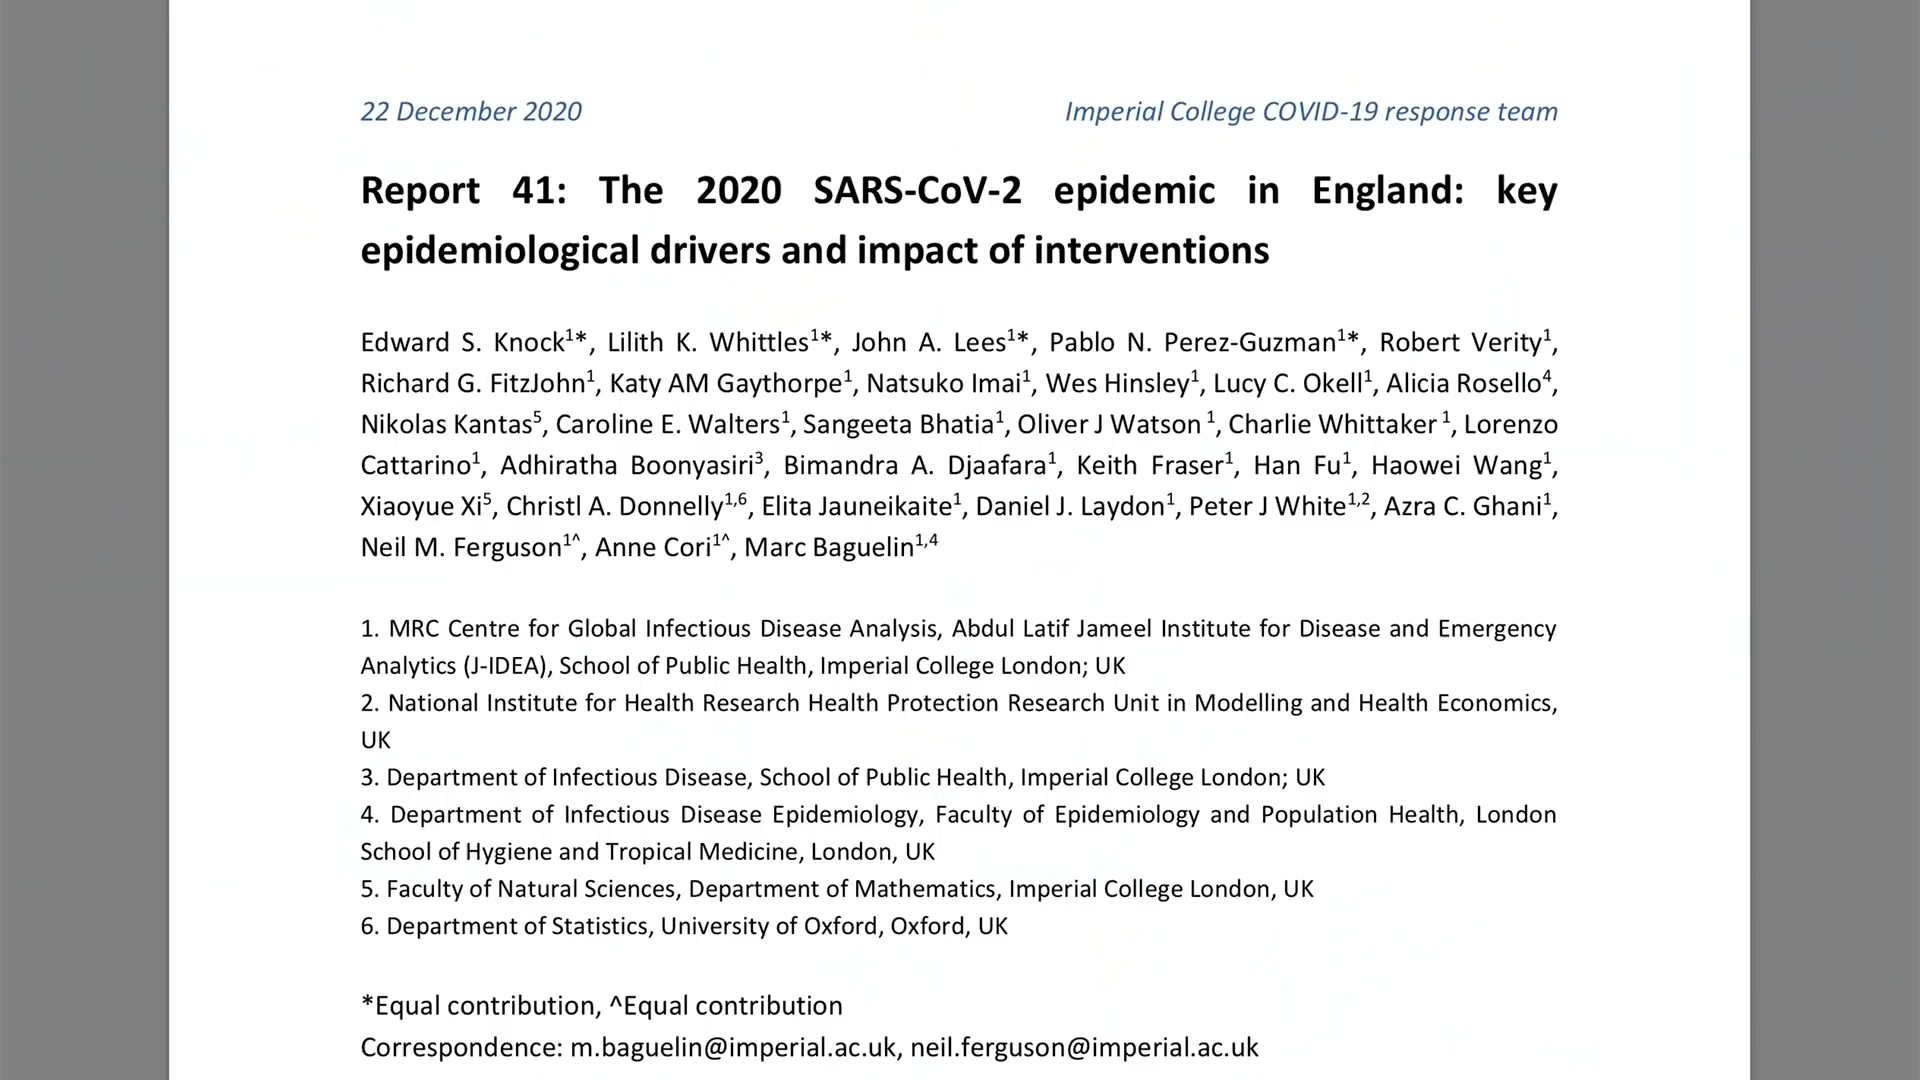 22 December 2020 Imperial College COVID-19 response team
Report 41: The 2020 SARS-CoV-2 epidemic in England: key
epidemiological drivers and impact of interventions
Edward S. Knock1*, Lilith K. Whittles1*, John A. Lees1*, Pablo N. Perez-Guzman1*, Robert Verity1,
Richard G. FitzJohn1, Katy AM Gaythorpe1, Natsuko Imai1, Wes Hinsley1, Lucy C. Okell1, Alicia Rosello4,
Nikolas Kantas5, Caroline E. Walters1, Sangeeta Bhatia1, Oliver J Watson 1, Charlie Whittaker 1, Lorenzo
Cattarino1, Adhiratha Boonyasiri3, Bimandra A. Djaafara1, Keith Fraser1, Han Fu1, Haowei Wang1,
Xiaoyue Xi5, Christl A. Donnelly1,6, Elita Jauneikaite1, Daniel J. Laydon1, Peter J White1,2, Azra C. Ghani1,
Neil M. Ferguson1^, Anne Cori1^, Marc Baguelin1,4
1. MRC Centre for Global Infectious Disease Analysis, Abdul Latif Jameel Institute for Disease and Emergency
Analytics (J-IDEA), School of Public Health, Imperial College London; UK
2. National Institute for Health Research Health Protection Research Unit in Modelling and Health Economics,
UK
3. Department of Infectious Disease, School of Public Health, Imperial College London; UK
4. Department of Infectious Disease Epidemiology, Faculty of Epidemiology and Population Health, London
School of Hygiene and Tropical Medicine, London, UK
5. Faculty of Natural Sciences, Department of Mathematics, Imperial College London, UK
6. Department of Statistics, University of Oxford, Oxford, UK
*Equal contribution, ^Equal contribution
Correspondence: m.baguelin@imperial.ac.uk, neil.ferguson@imperial.ac.uk